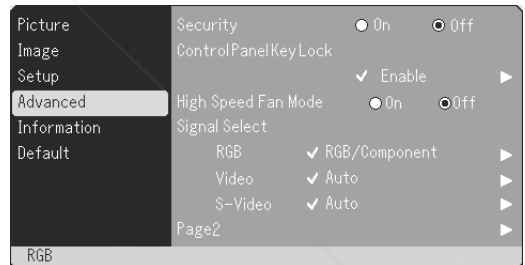 Picture
Image
Setup
Advanced
Information
Default
Security On Off
ControlPanelKeyLock
Enable
High Speed Fan Mode On Off
Signal Select
RGB RGB/Component
Video Auto
S-Video Auto
Page2
RGB